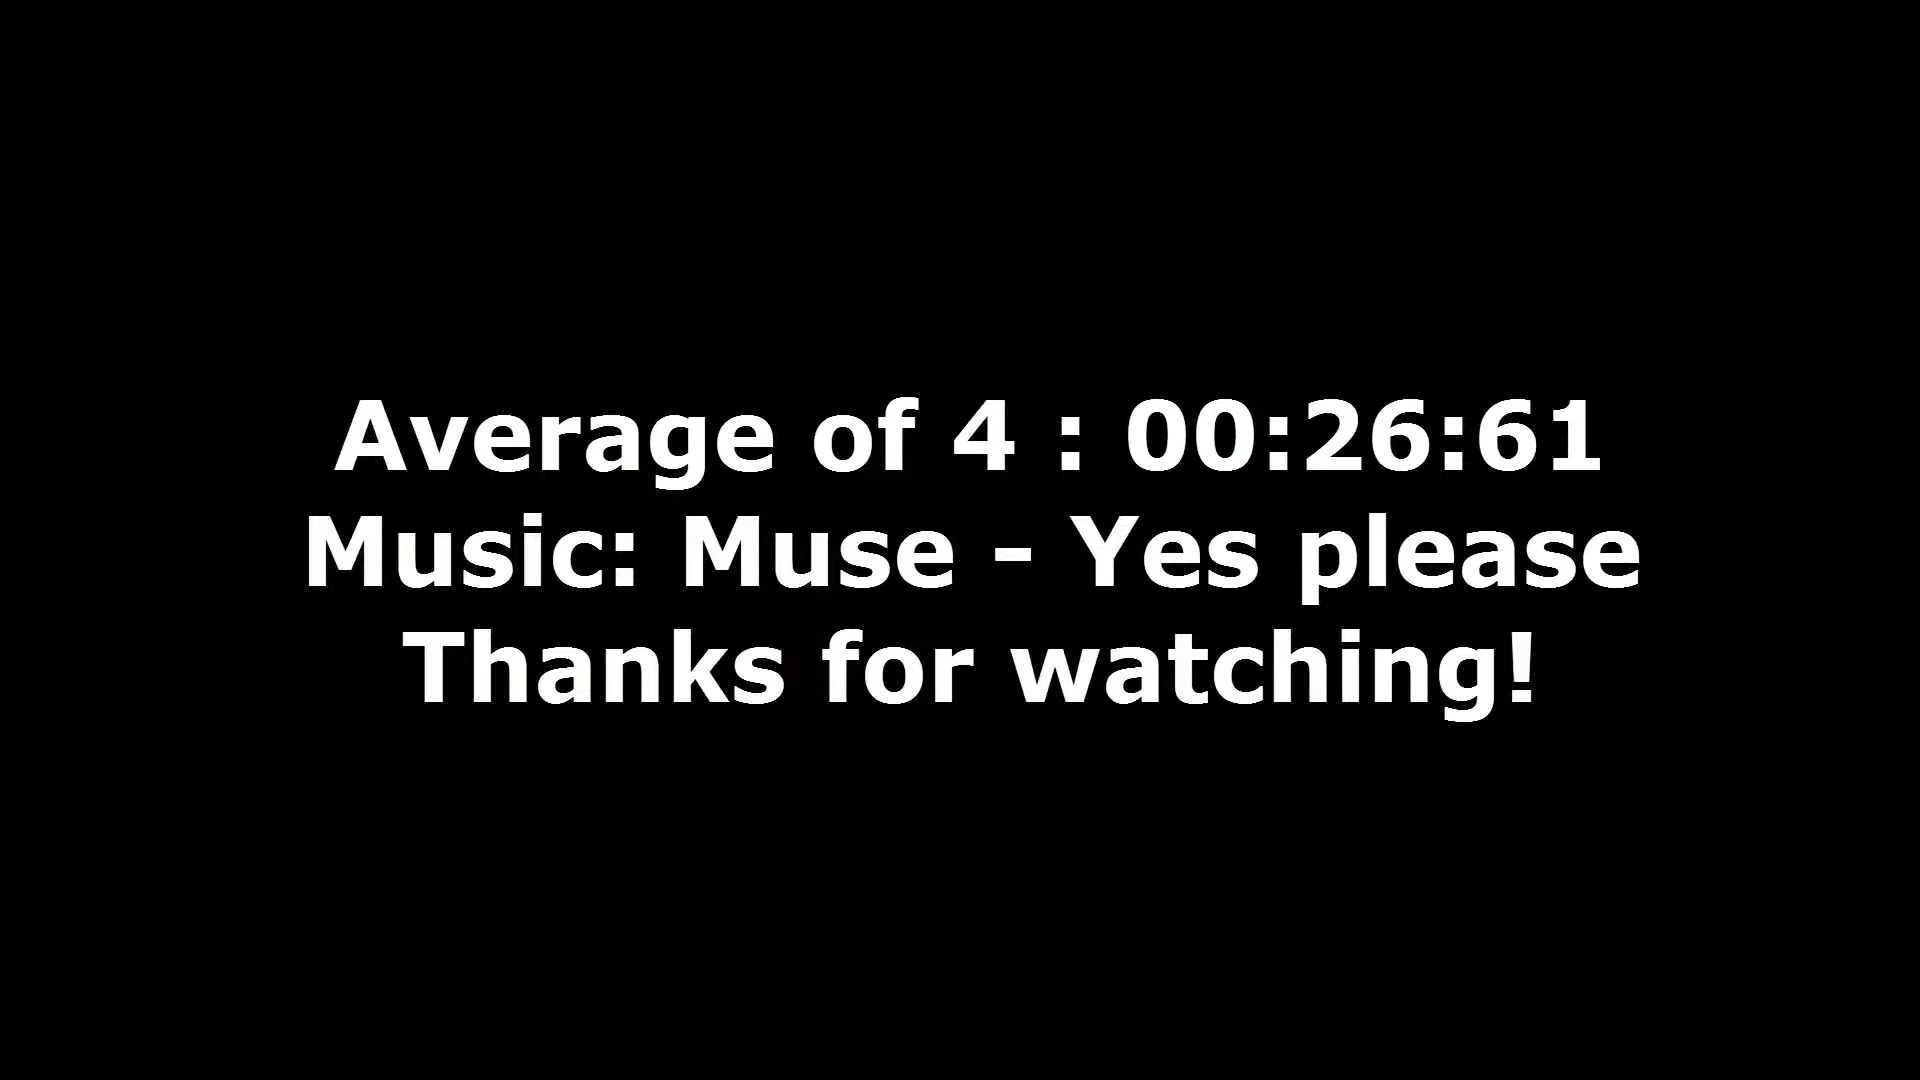 Average of 4 : 00:26:61
Music: Muse - Yes please
Thanks for watching!